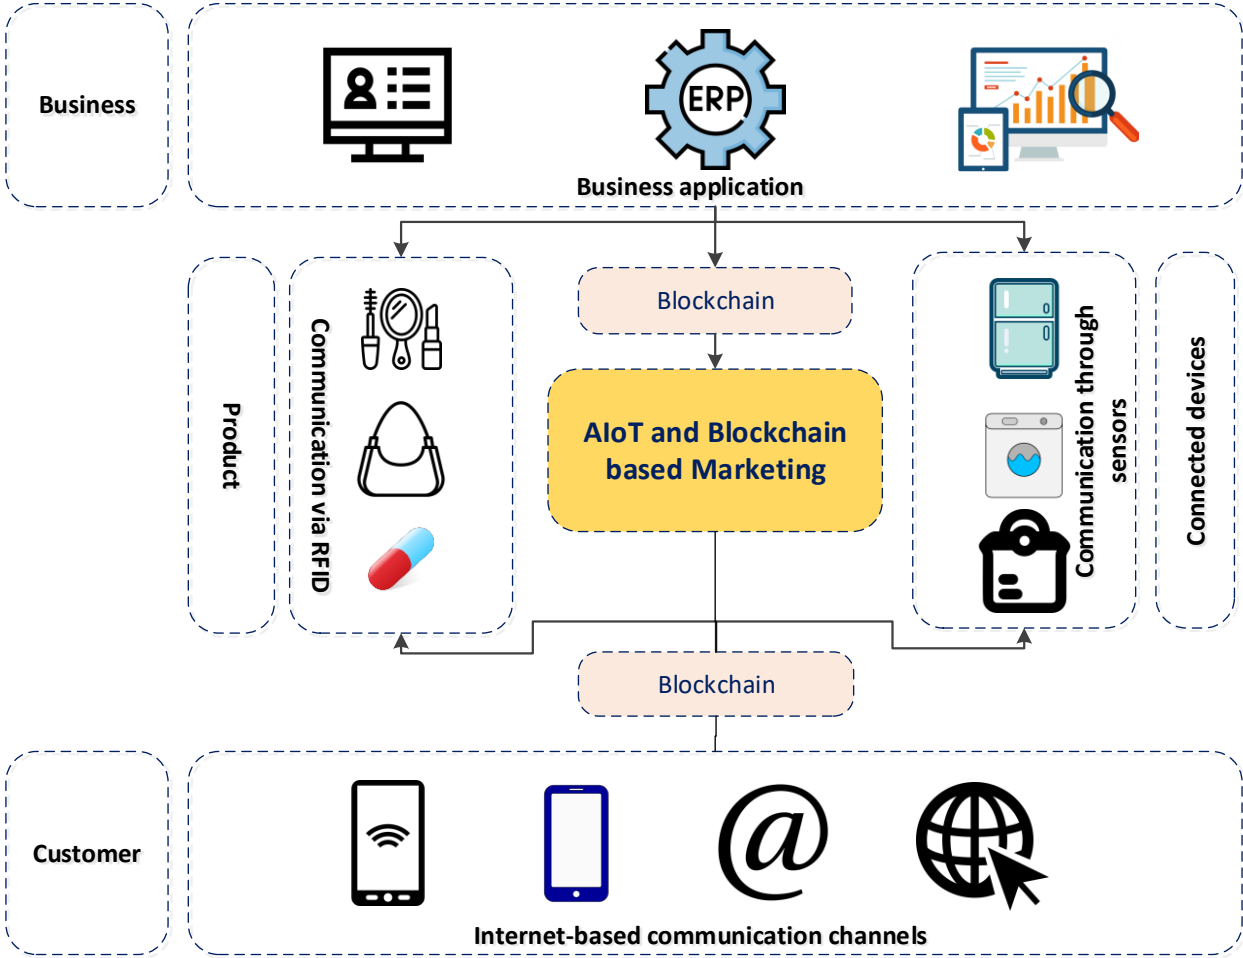 Business
ERP
Business application
Product
Communication via RFID
Blockchain
AIoT and Blockchain
based Marketing
Communication through
sensors
Connected devices
Blockchain
Customer
@
Internet-based communication channels